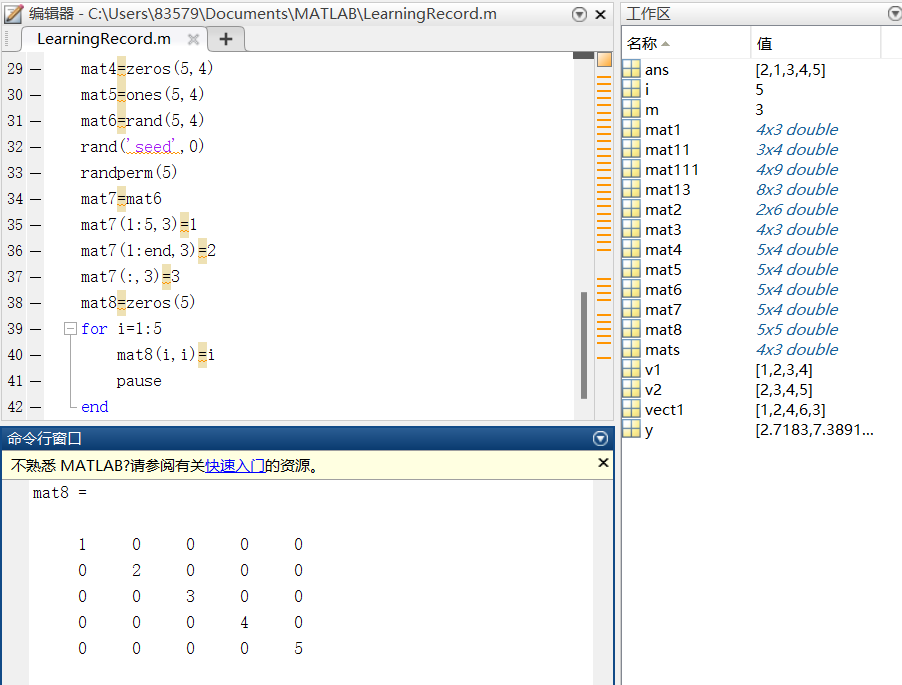 编辑器 - C:\Users\83579\Documents\MATLAB\LearningRecord.m
LearningRecord.m
29 mat4=zeros(5,4)
30 mat5=ones(5,4)
31 mat6=rand(5,4)
32 rand('seed',0)
33 randperm(5)
34 mat7=mat6
35 mat7(1:5,3)=1
36 mat7(1:end,3)=2
37 mat7(:,3)=3
38 mat8=zeros(5)
39 for i=1:5
40 mat8(i,i)=i
41 pause
42 end
命令行窗口
不熟悉 MATLAB?请参阅有关快速入门的资源。
mat8 =
1 0 0 0 0
0 2 0 0 0
0 0 3 0 0
0 0 0 4 0
0 0 0 0 5
工作区
名称 值
ans [2,1,3,4,5]
i 5
m 3
mat1 4x3 double
mat11 3x4 double
mat111 4x9 double
mat13 8x3 double
mat2 2x6 double
mat3 4x3 double
mat4 5x4 double
mat5 5x4 double
mat6 5x4 double
mat7 5x4 double
mat8 5x5 double
mats 4x3 double
v1 [1,2,3,4]
v2 [2,3,4,5]
vect1 [1,2,4,6,3]
y [2.7183,7.3891...